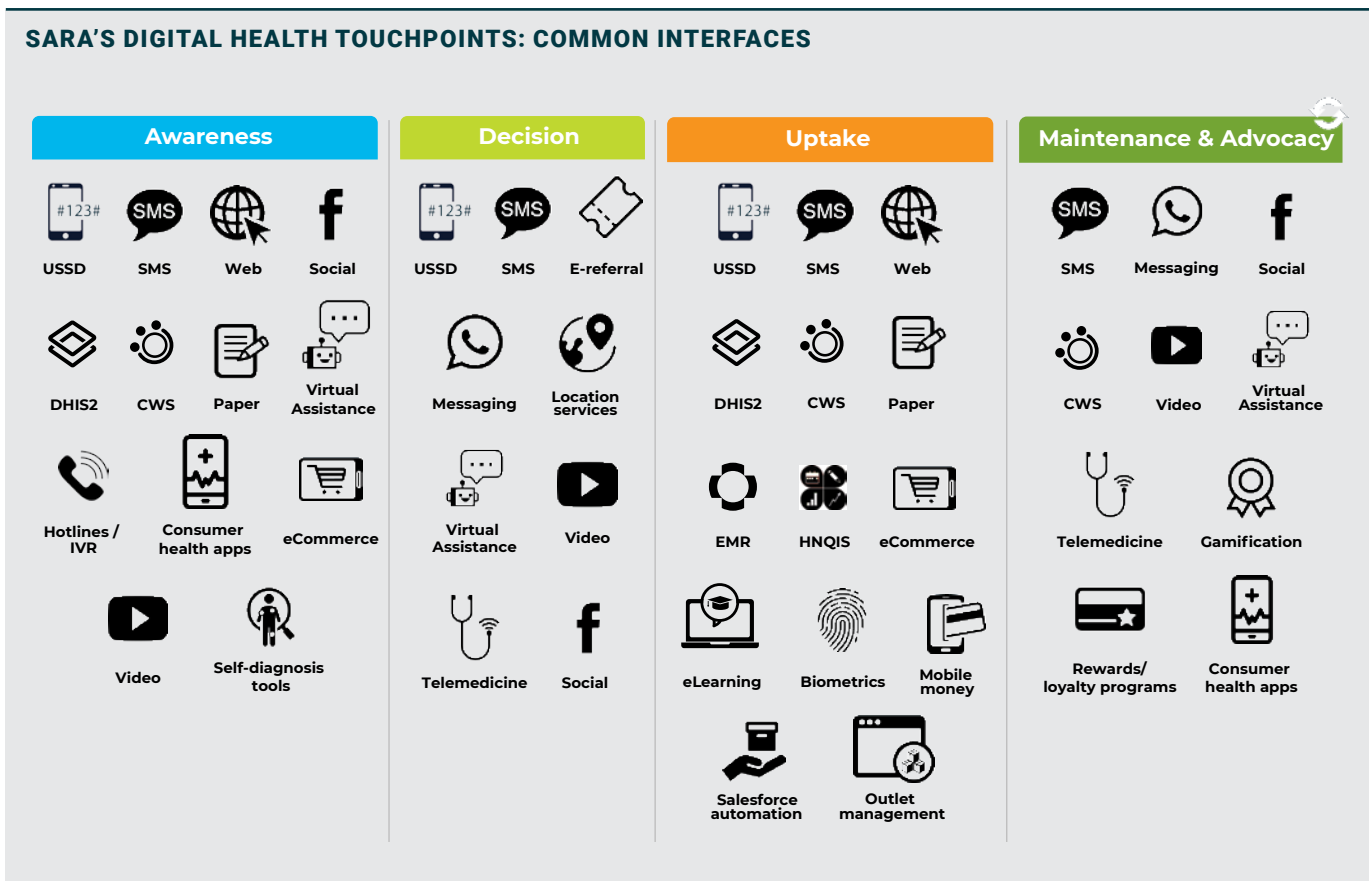 SARA'S DIGITAL HEALTH TOUCHPOINTS: COMMON INTERFACES
Awareness
#123#
SMS
USSD
SMS
Web
Social
DHIS2
CWS
Paper
Virtual
Assistance
Hotlines /
IVR
Consumer
health apps
eCommerce
Video
Self-diagnosis
tools
Decision
#123#
SMS
USSD
SMS
E-referral
Messaging
Location
services
Virtual
Assistance
Video
Telemedicine
Social
Uptake
#123#
SMS
USSD
SMS
Web
DHIS2
CWS
Paper
EMR
HNQIS
eCommerce
eLearning
Biometrics
Mobile
money
Salesforce
automation
Outlet
management
Maintenance & Advocacy
SMS
SMS
Messaging
Social
CWS
Video
Virtual
Assistance
Telemedicine
Gamification
Rewards/
loyalty programs
Consumer
health apps